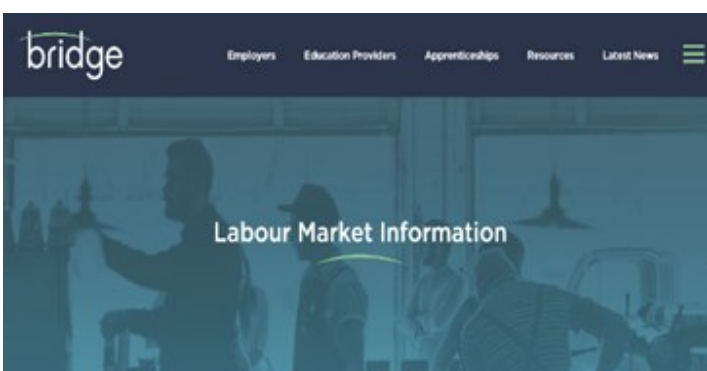 bridge
Employers Education Providers Apprenticeships Resources Latest News
Labour Market Information